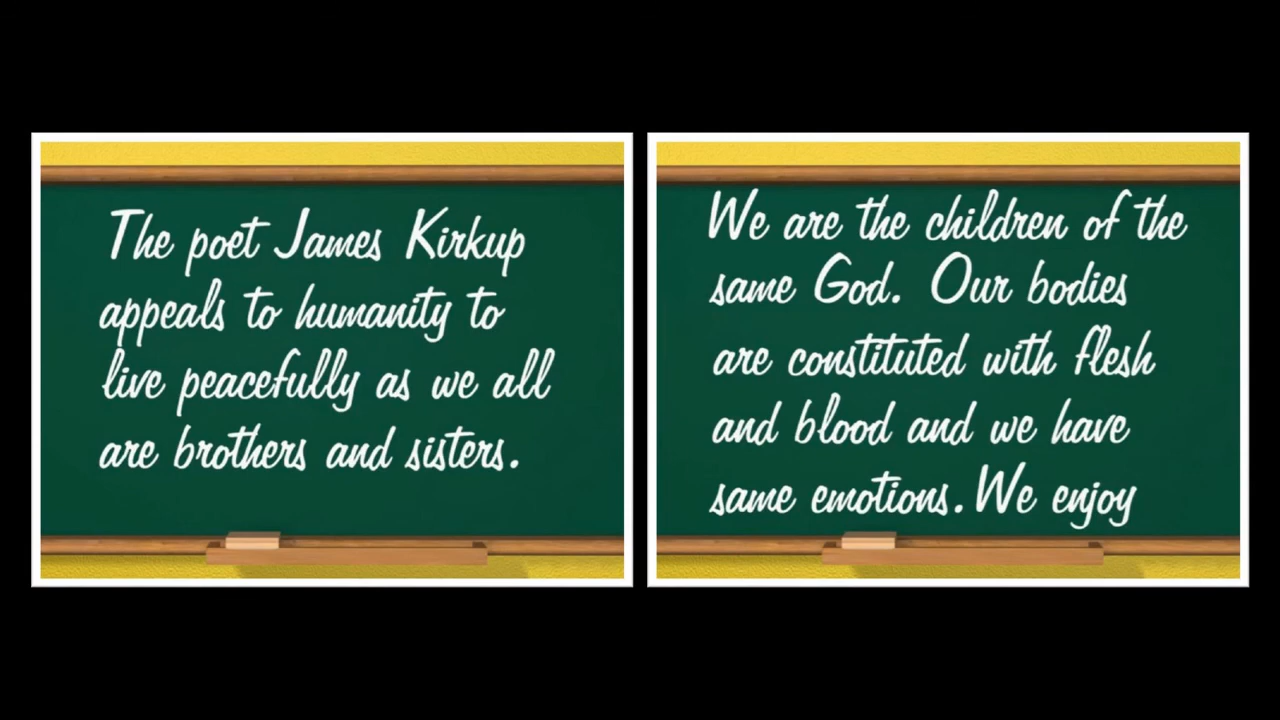 The poet James Kirkup
appeals to humanity to
live peacefully as we all
are brothers and sisters.
We are the children of the
same God. Our bodies
are constituted with flesh
and blood and we have
same emotions. We enjoy